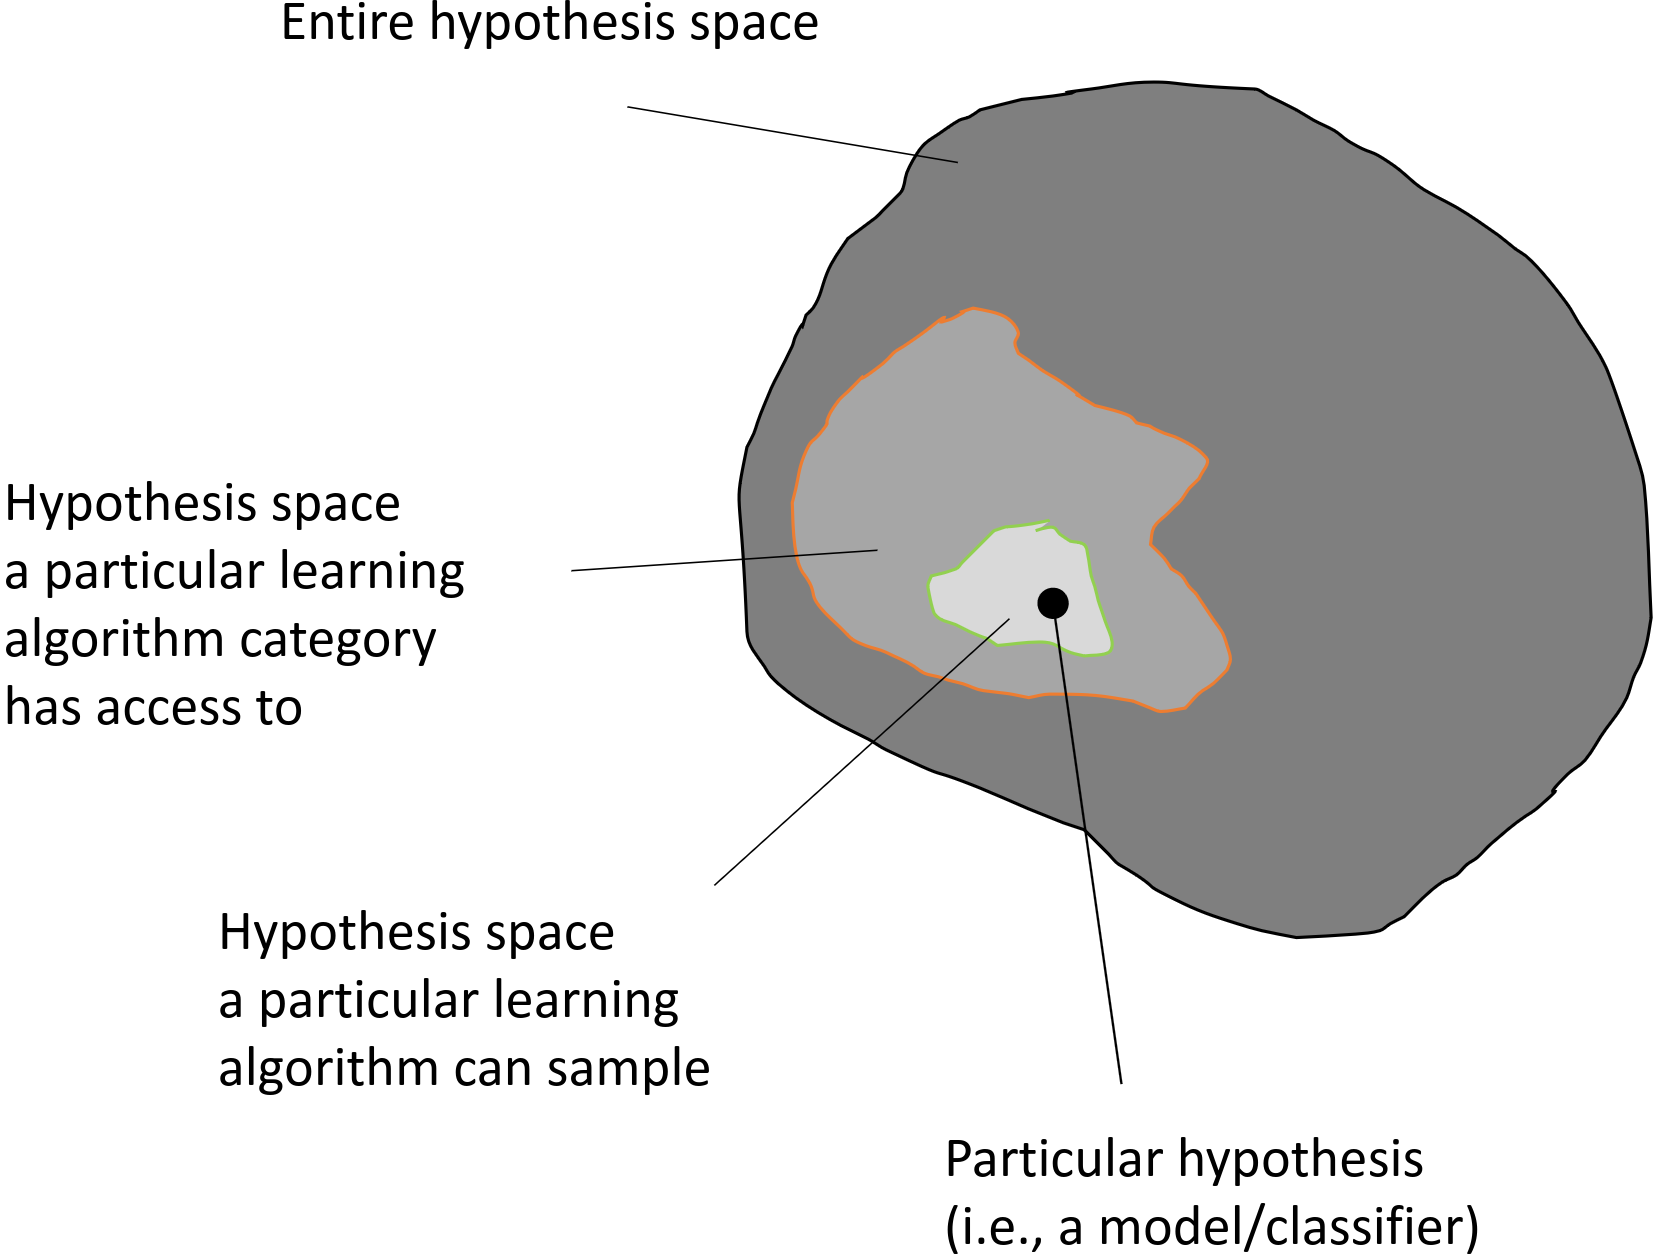 Entire hypothesis space
Hypothesis space
a particular learning
algorithm category
has access to
Hypothesis space
a particular learning
algorithm can sample
Particular hypothesis
(i.e., a model/classifier)